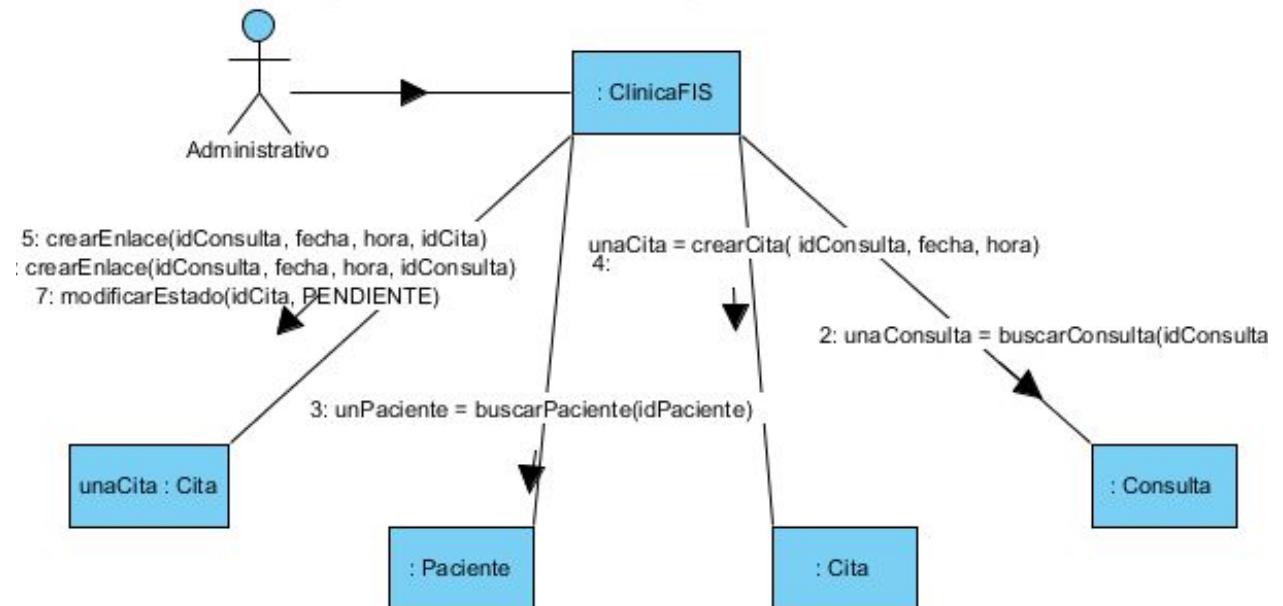 : ClinicaFIS
Administrativo
5: crearEnlace(idConsulta, fecha, hora, idCita)
: crearEnlace(idConsulta, fecha, hora, idConsulta)
7: modificarEstado(idCita, PENDIENTE)
unaCita = crearCita( idConsulta, fecha, hora)
4:
2: unaConsulta = buscarConsulta(idConsulta
3: unPaciente = buscarPaciente(idPaciente)
unaCita : Cita
: Consulta
: Paciente
: Cita